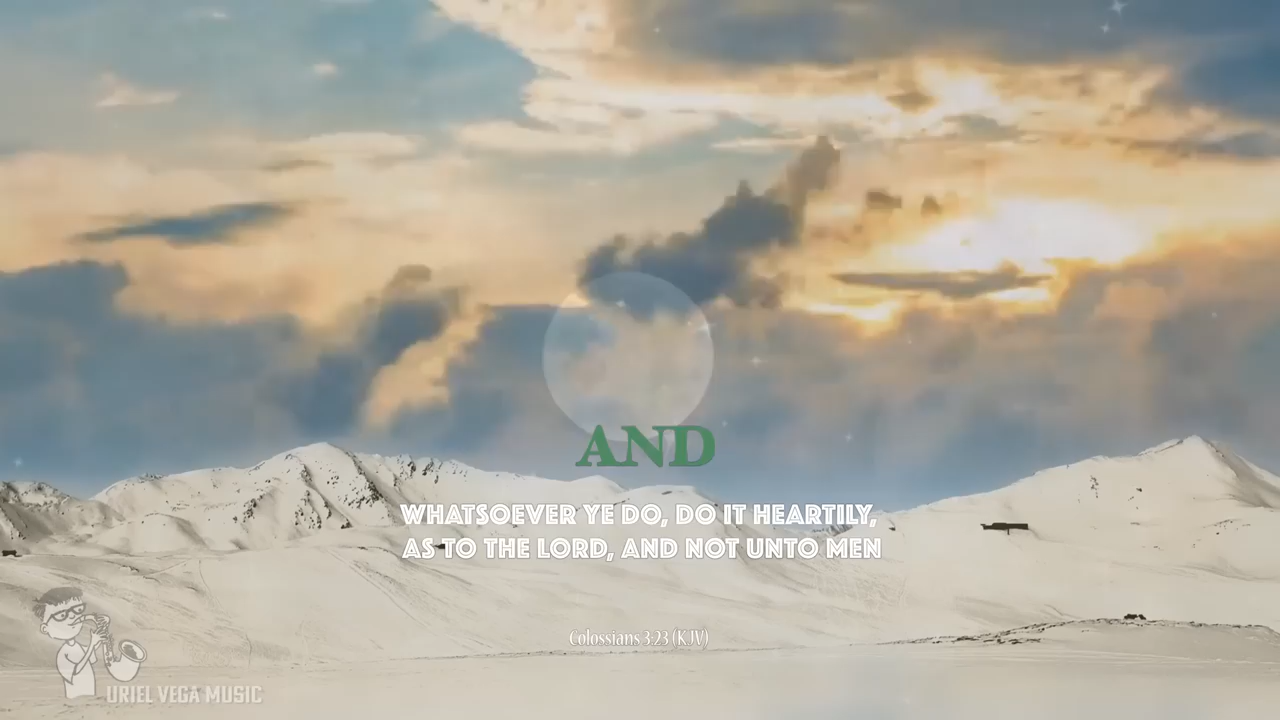 AND
WHATSOEVER YE DO, DO IT HEARTILY,
AS TO THE LORD, AND NOT UNTO MEN
Colossians 3:23 (KJV)
URIEL VEGA MUSIC